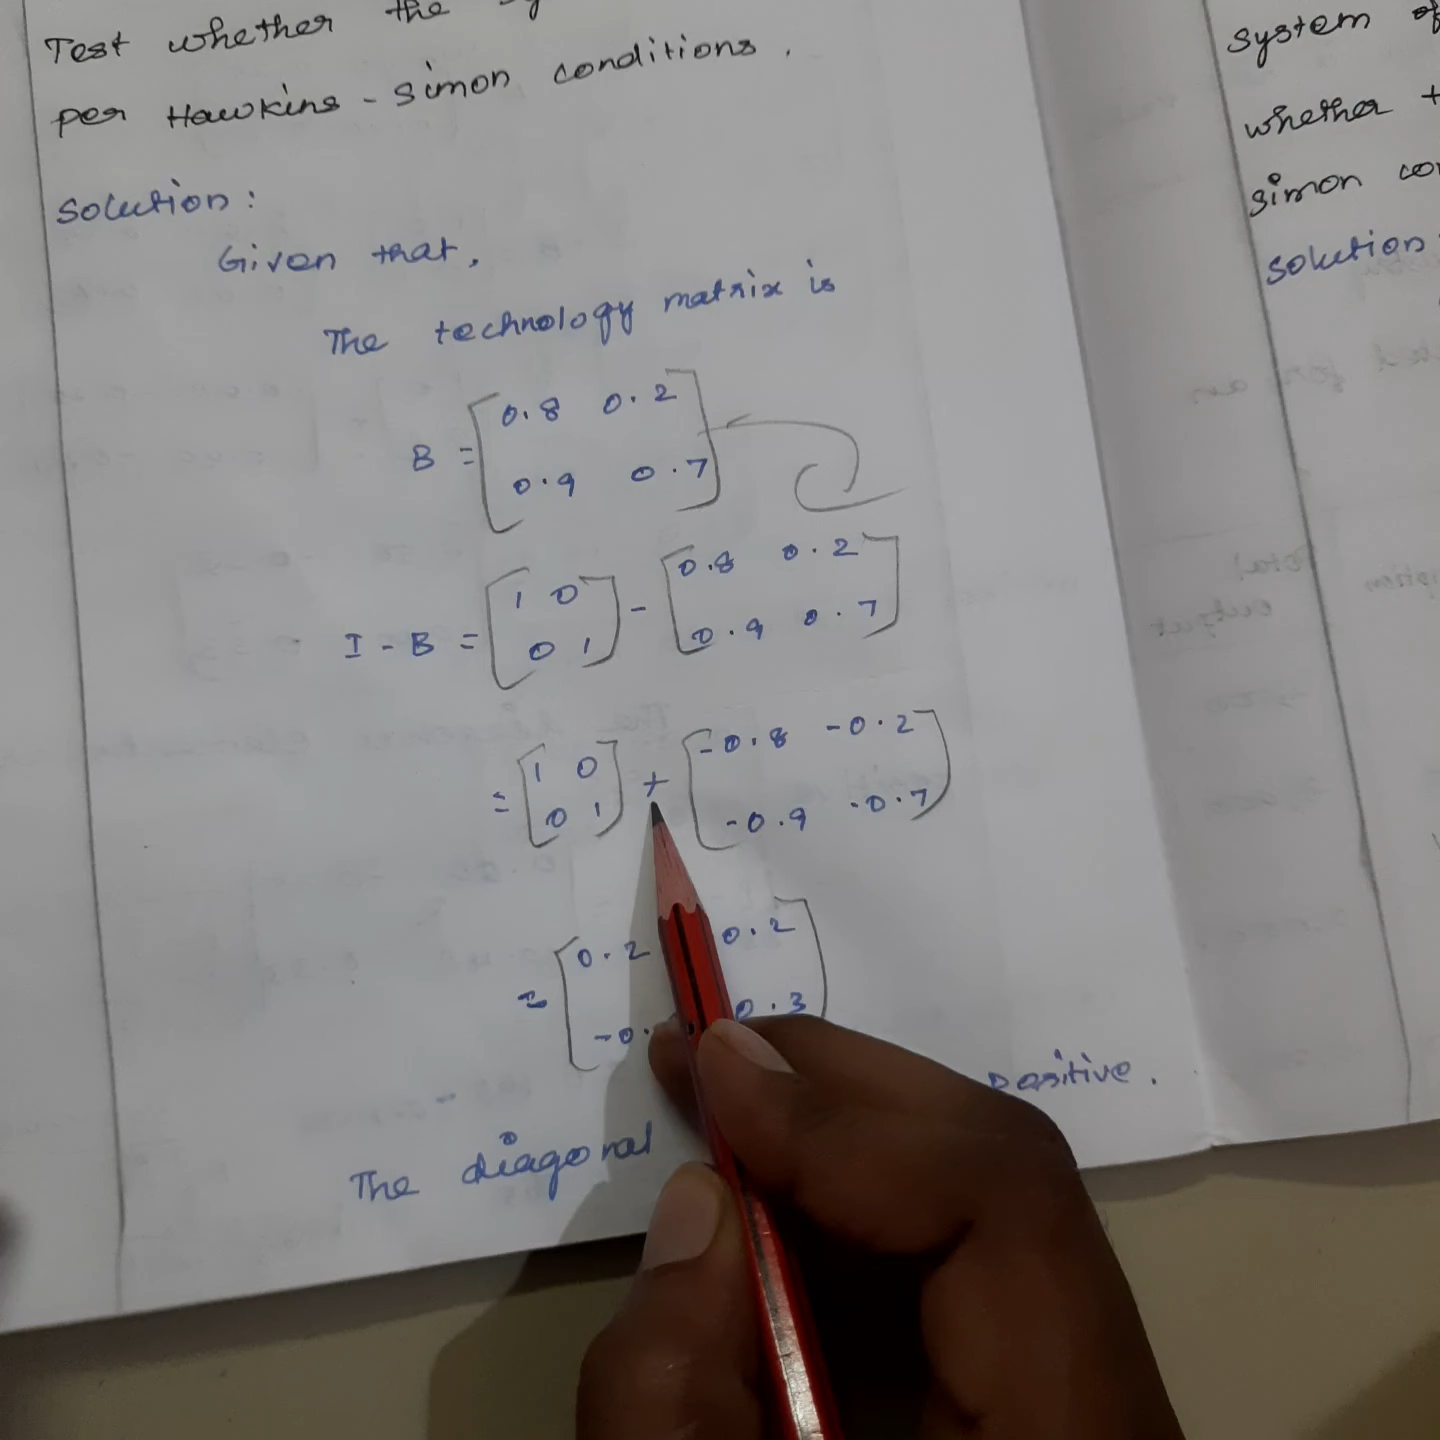 Test whether the
per Hawkins - Simon conditions.
Solution:
Given that,
The technology matrix is
B = [0.8 0.2
0.9 0.7]
I - B = [1 0
0 1] - [0.8 0.2
0.9 0.7]
= [1 0
0 1] + [-0.8 -0.2
-0.9 -0.7]
= [0.2 0.2
-0. 0.3]
The diagonal positive.
system of
whether
simon
solution